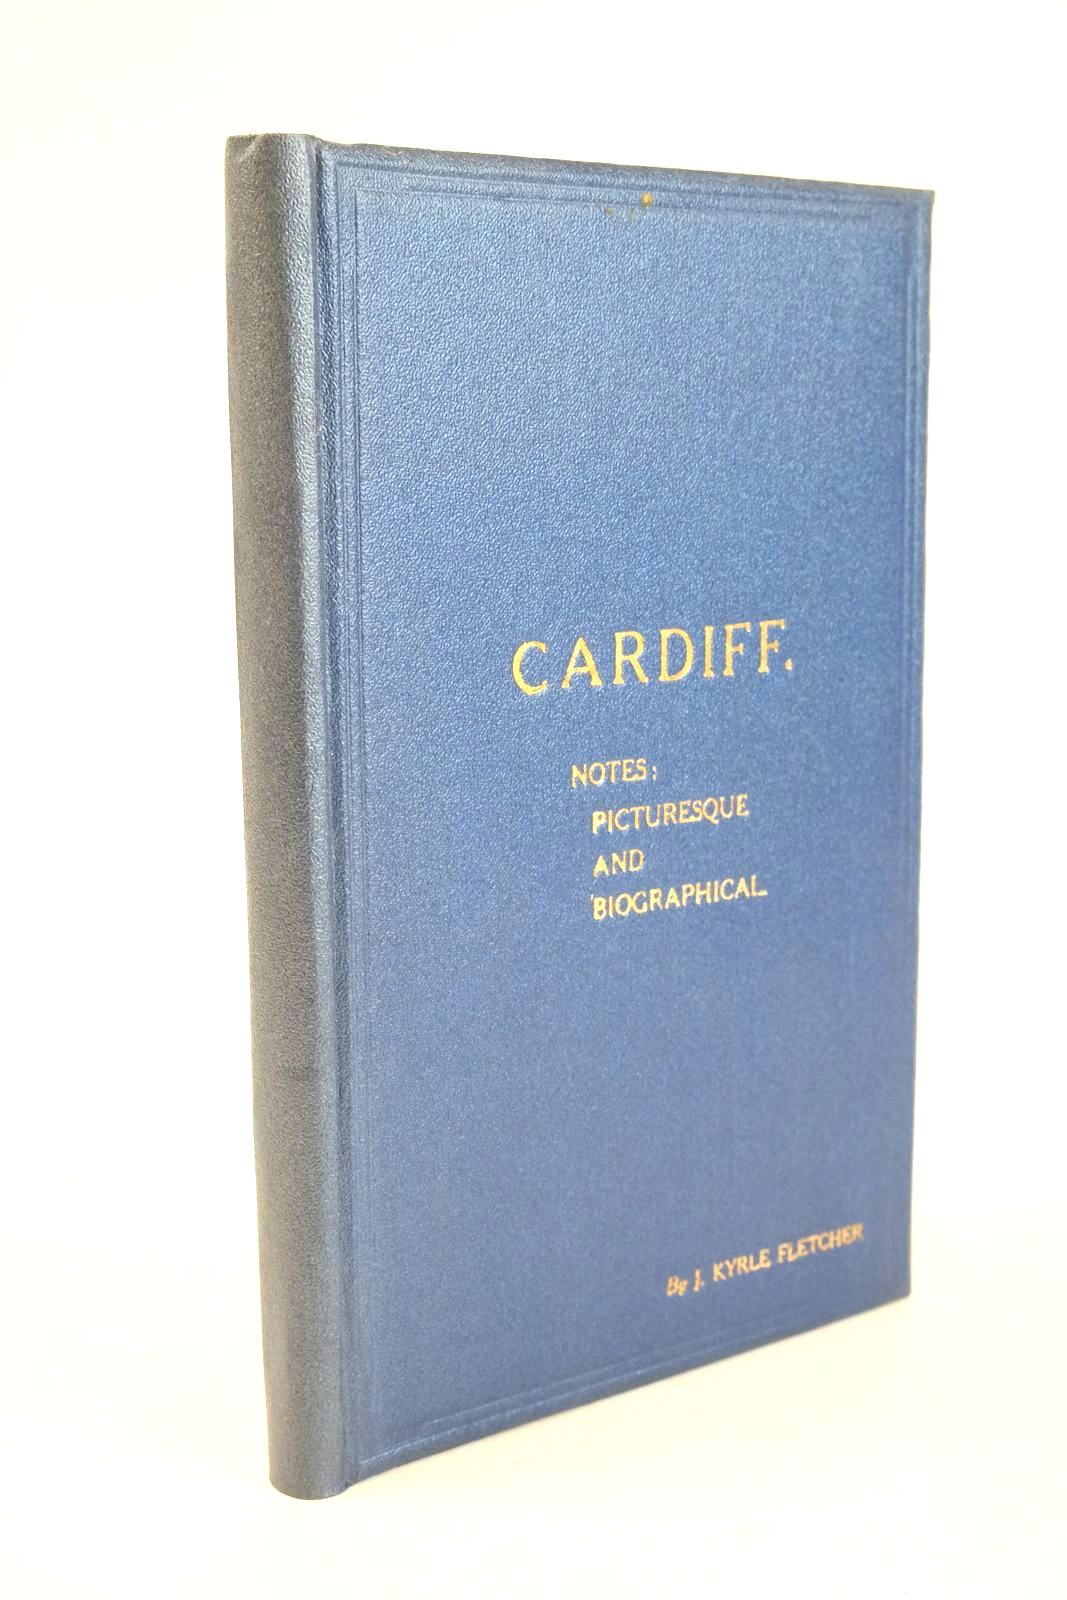 CARDIFF.
NOTES:
PICTURESQUE
AND
BIOGRAPHICAL.
By J. KYRLE FLETCHER